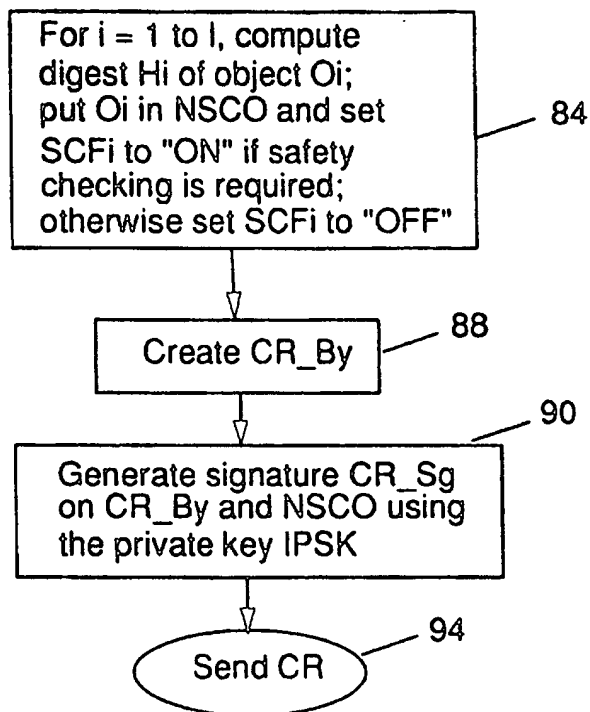 For i = 1 to I, compute
digest Hi of object Oi;
put Oi in NSCO and set
SCFi to "ON" if safety
checking is required;
otherwise set SCFi to "OFF"
84
Create CR_By
88
90
Generate signature CR_Sg
on CR_By and NSCO using
the private key IPSK
94
Send CR